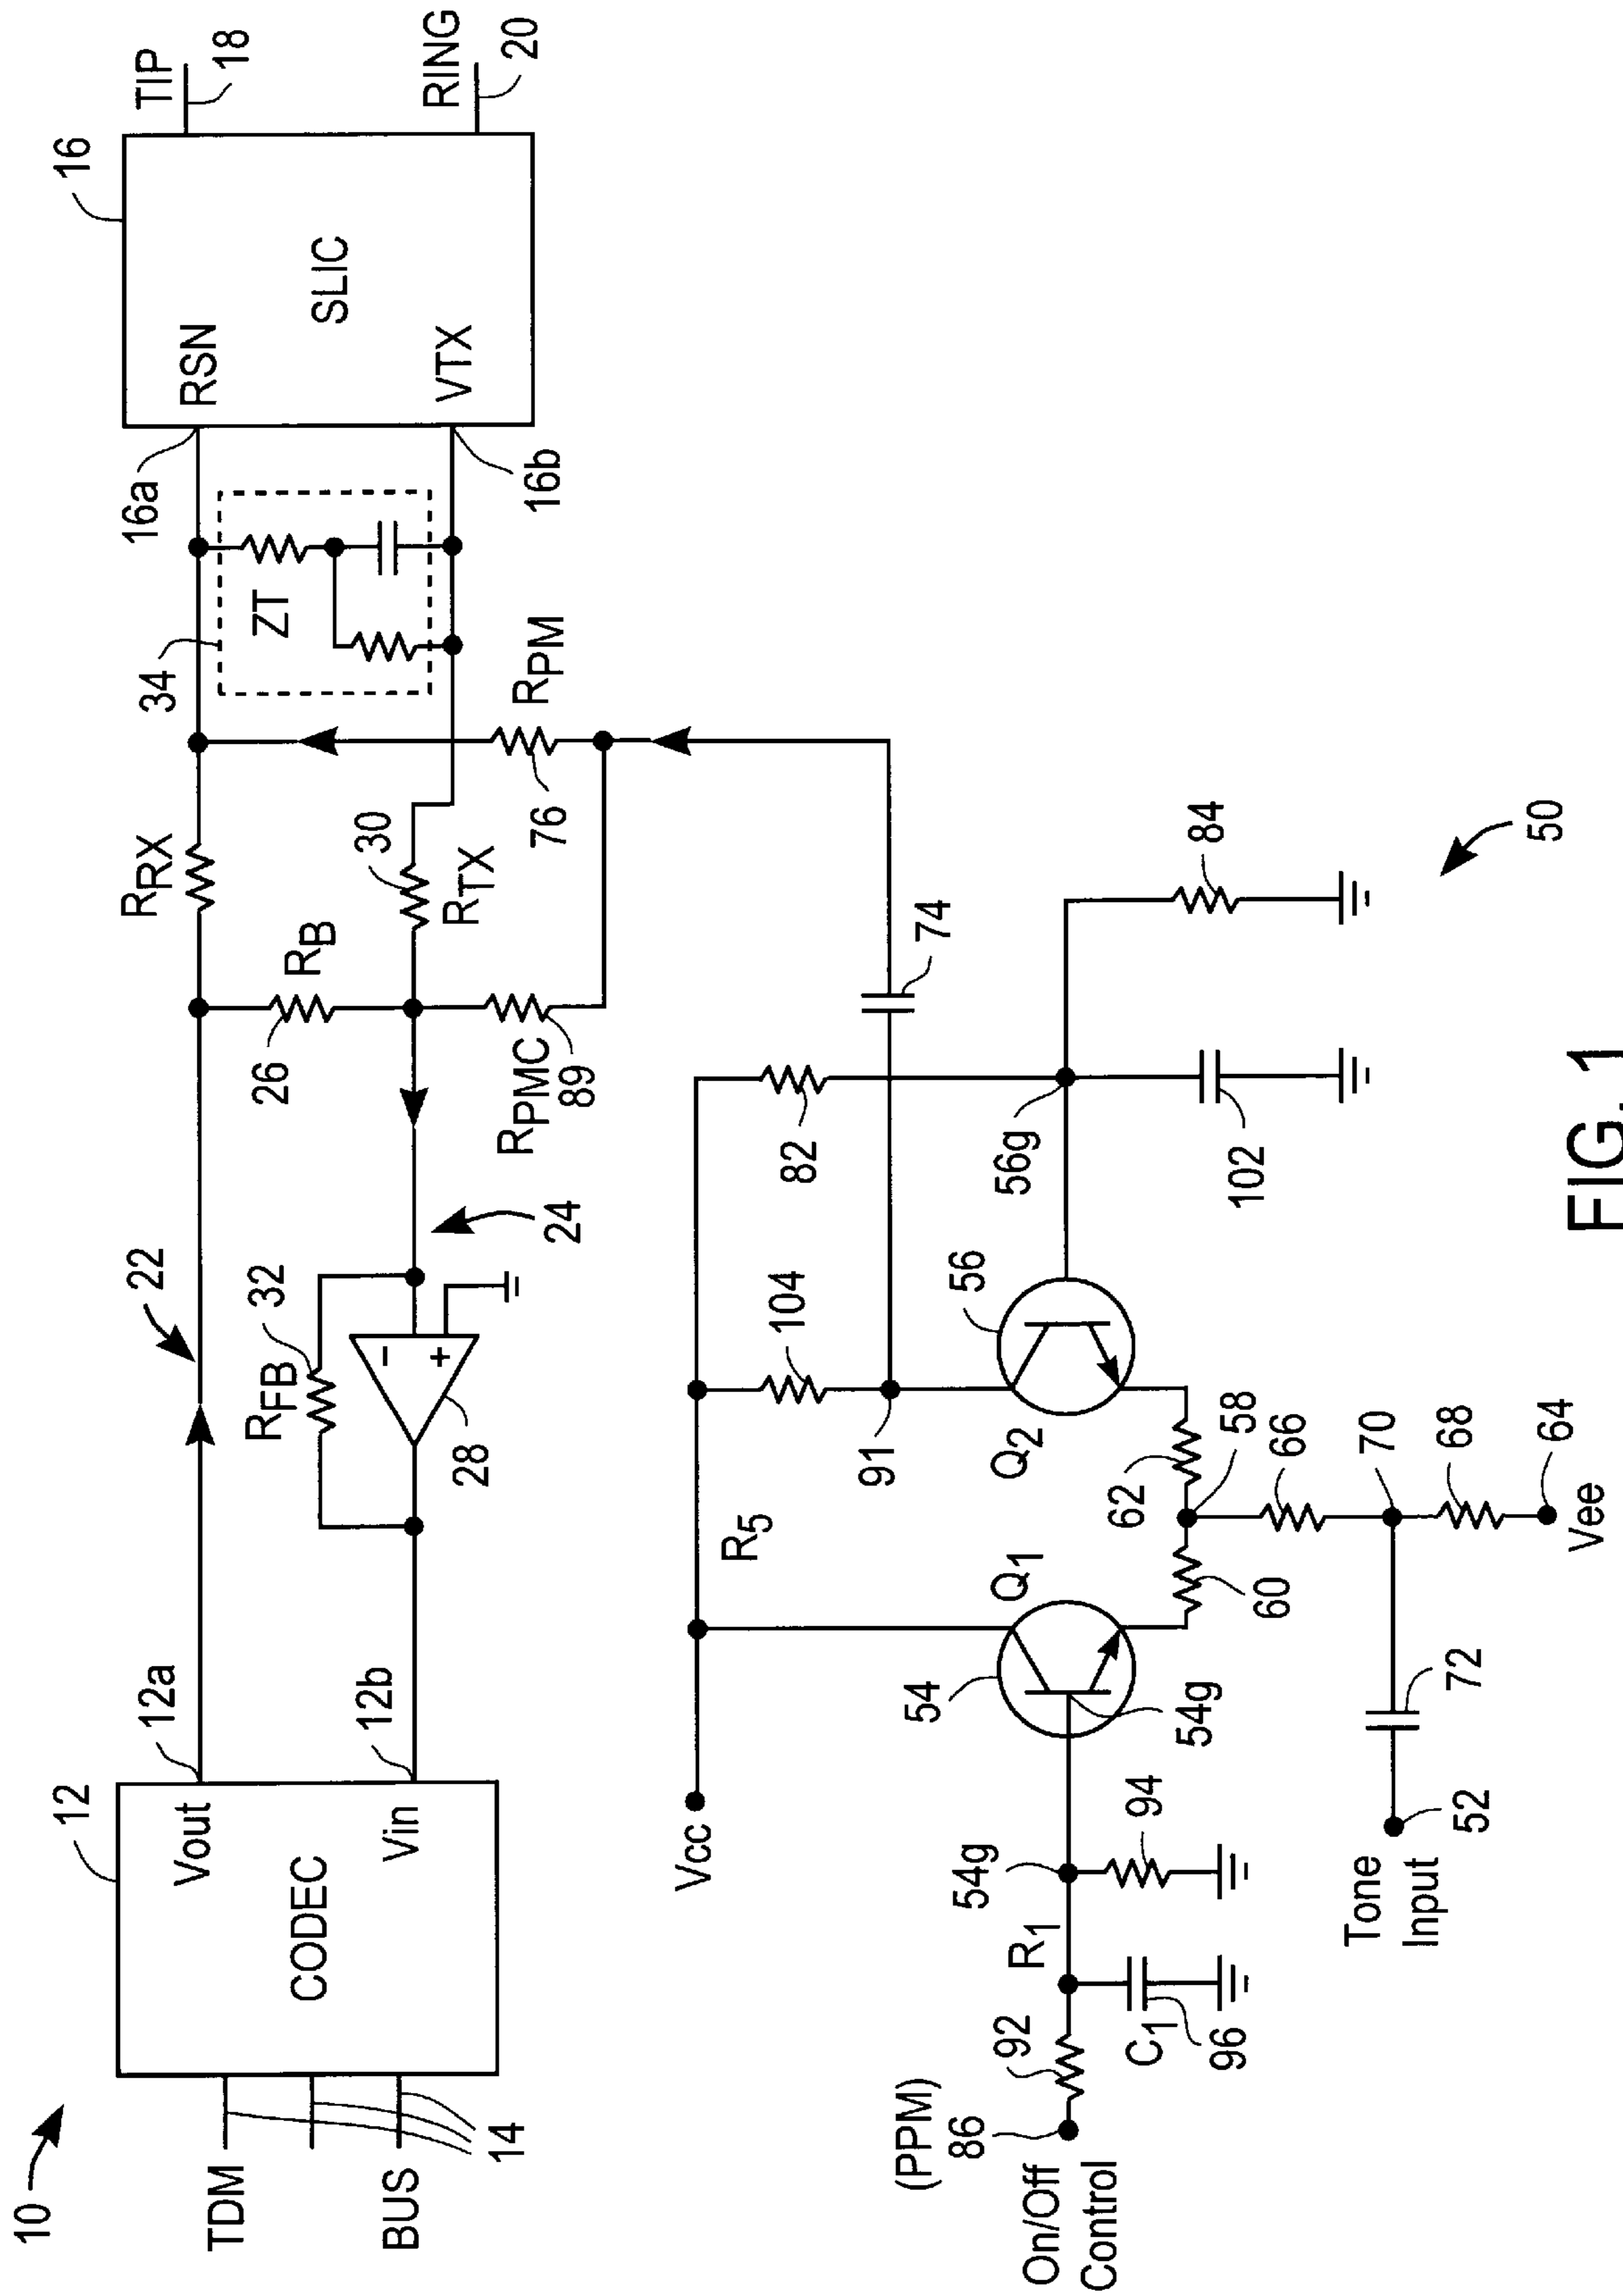 10
TDM
BUS
14
12
CODEC
Vout
Vin
12a
12b
22
RFB
32
28
24
26
RB
RRX
RTX
30
RPMC
89
RPM
76
34
ZT
16a
16b
16
RSN
SLIC
VTX
TIP
18
RING
20
(PPM)
86
On/Off
Control
92
C1
96
R1
54g
94
Vcc
54
Q1
54g
R5
104
91
Q2
56
82
56g
102
74
84
50
60
62
58
66
70
68
64
Vee
72
52
Tone
Input
FIG. 1